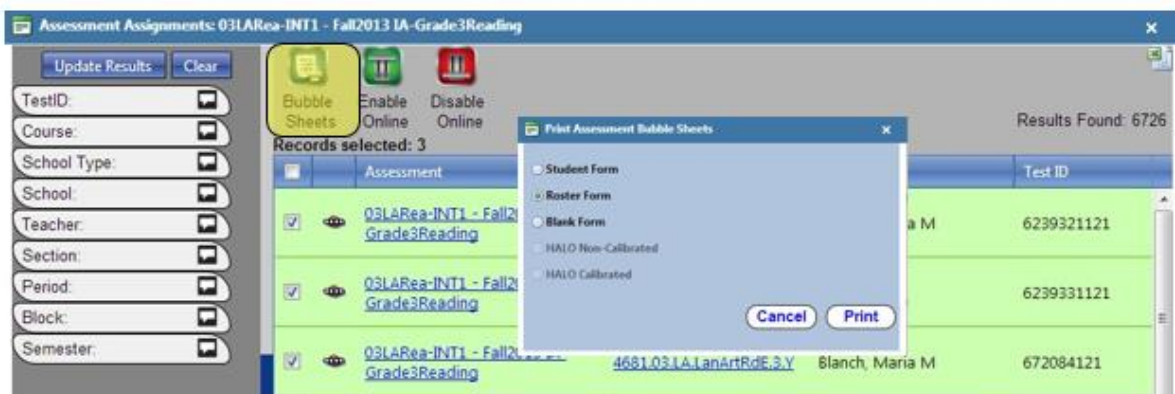 Assessment Assignments: 03LARea-INT1 - Fall2013 IA-Grade3Reading
Update Results Clear
TestID:
Course:
School Type:
School:
Teacher:
Section:
Period:
Block:
Semester:
Bubble Sheets
Enable Online
Disable Online
Records selected: 3
Results Found: 6726
Assessment
Test ID
03LARea-INT1 -
Grade3Reading
a M
6239321121
03LARea-INT1 -
Grade3Reading
6239331121
03LARea-INT1 -
Grade3Reading
4681.03.LA.LanArtRdE.3.Y
Blanch, Maria M
672084121
Print Assessment Bubble Sheets
Student Form
Roster Form
Blank Form
HALO Non-Calibrated
HALO Calibrated
Cancel Print